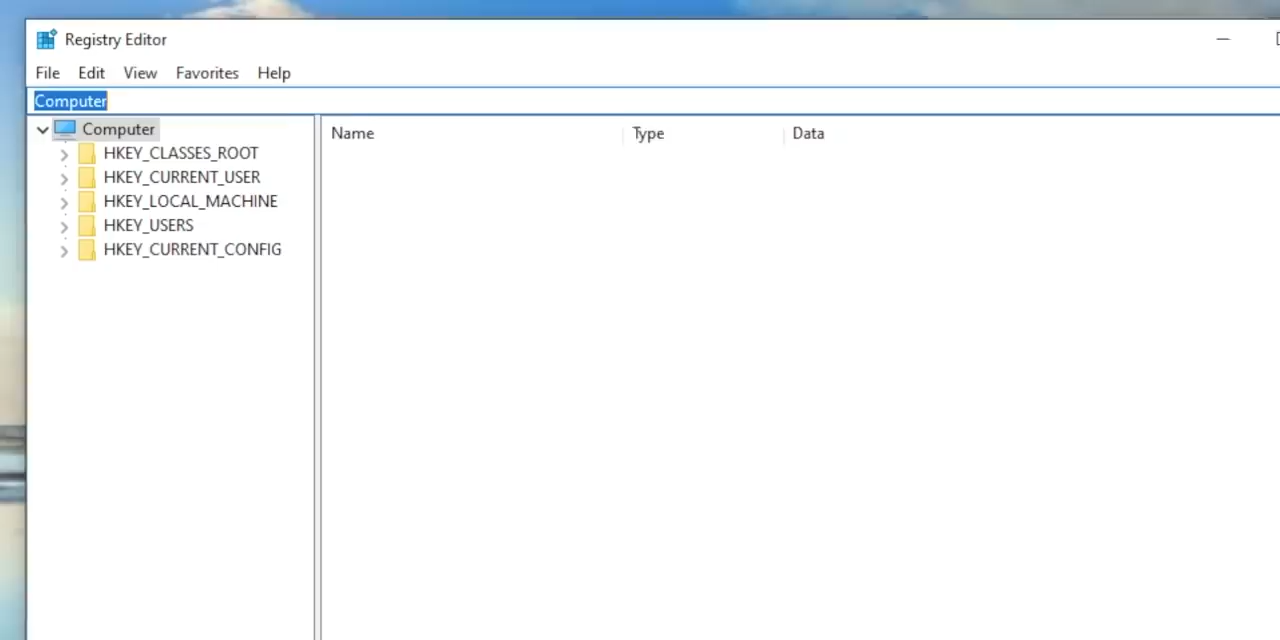 Registry Editor
File Edit View Favorites Help
Computer
Computer
Name Type Data
HKEY_CLASSES_ROOT
HKEY_CURRENT_USER
HKEY_LOCAL_MACHINE
HKEY_USERS
HKEY_CURRENT_CONFIG